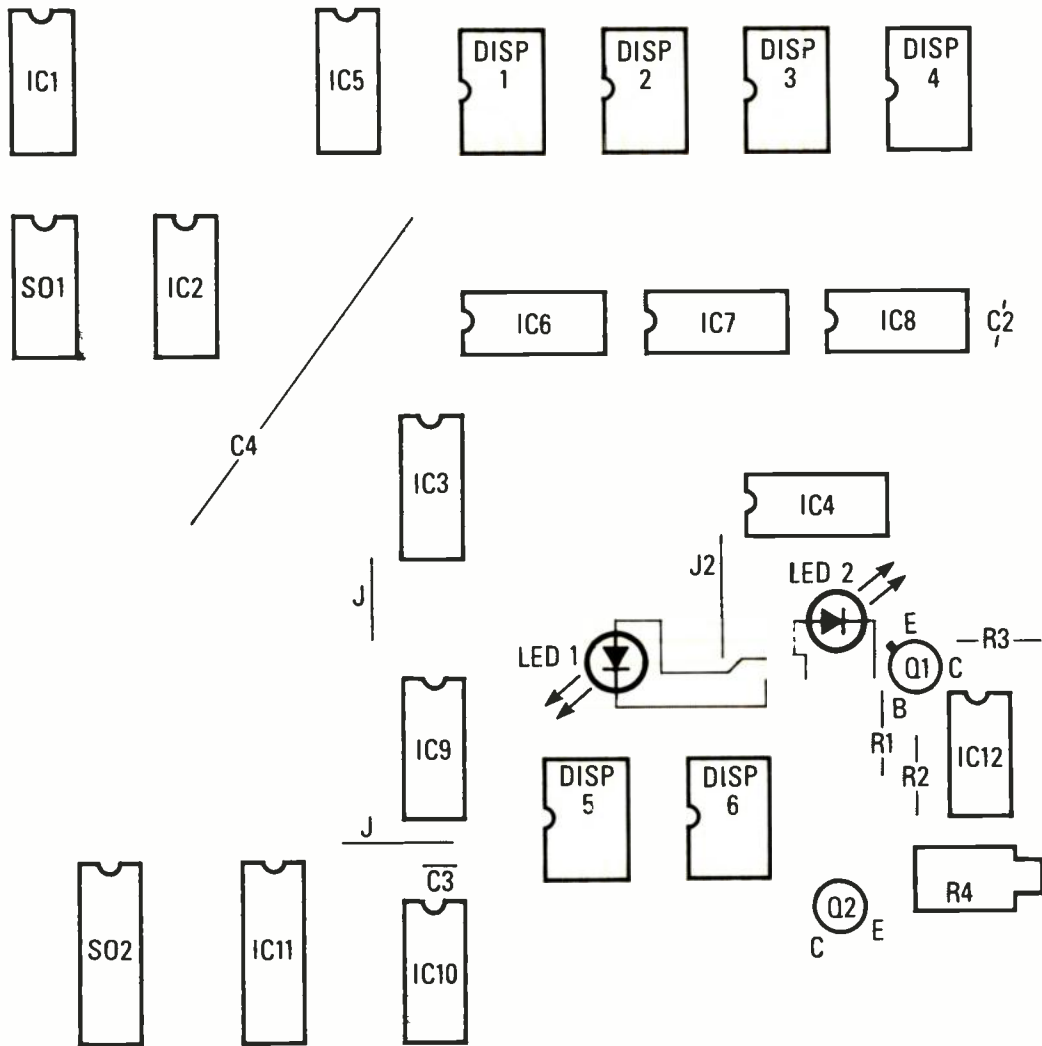 IC1
IC5
DISP
1
DISP
2
DISP
3
DISP
4
SO1
IC2
IC6
IC7
IC8
C2
C4
IC3
IC4
J
J2
LED 2
LED 1
E
Q1
C
B
R3
IC9
R1
R2
IC12
DISP
5
DISP
6
J
C3
R4
SO2
IC11
IC10
Q2
C
E